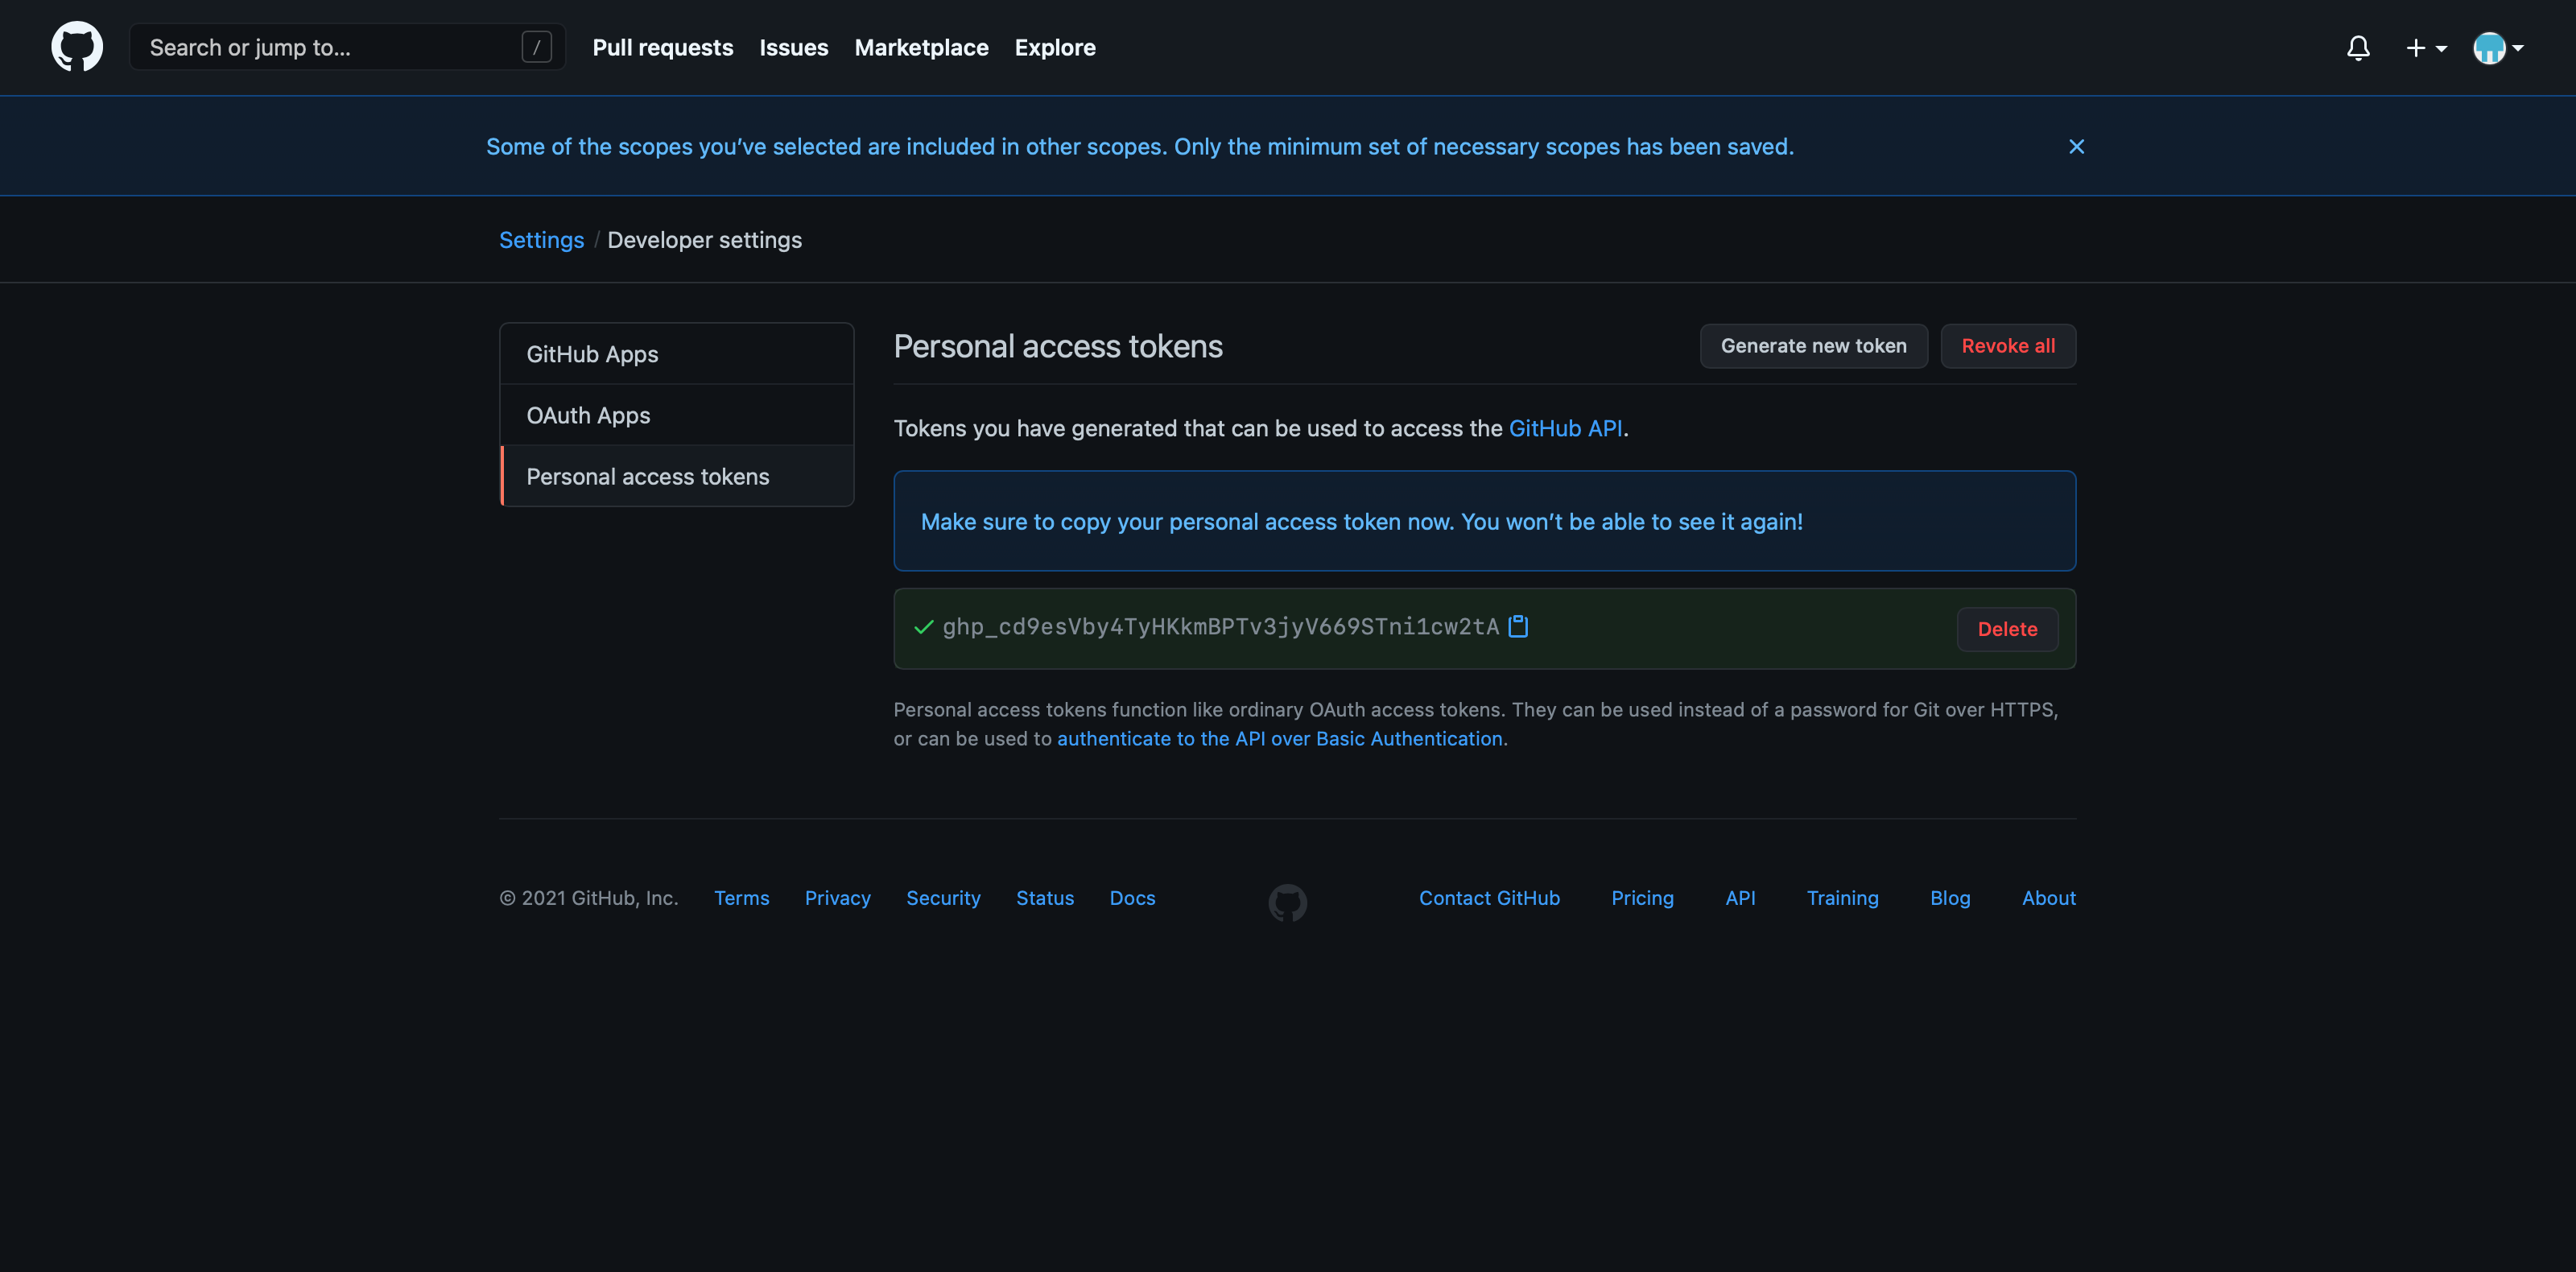 Search or jump to...
/
Pull requests
Issues
Marketplace
Explore
Some of the scopes you’ve selected are included in other scopes. Only the minimum set of necessary scopes has been saved.
Settings / Developer settings
GitHub Apps
OAuth Apps
Personal access tokens
Personal access tokens
Generate new token
Revoke all
Tokens you have generated that can be used to access the GitHub API.
Make sure to copy your personal access token now. You won’t be able to see it again!
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
Delete
Personal access tokens function like ordinary OAuth access tokens. They can be used instead of a password for Git over HTTPS,
or can be used to authenticate to the API over Basic Authentication.
© 2021 GitHub, Inc.
Terms
Privacy
Security
Status
Docs
Contact GitHub
Pricing
API
Training
Blog
About